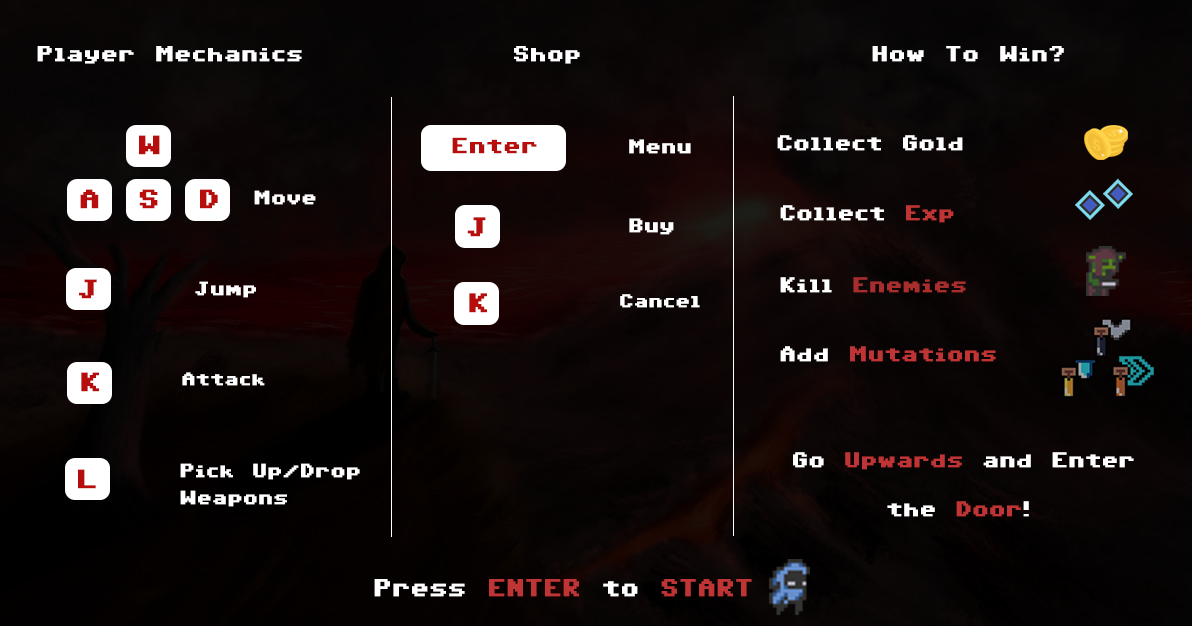 Player Mechanics
W
A S D Move
J Jump
K Attack
L Pick Up/Drop
Weapons
Shop
Enter Menu
J Buy
K Cancel
How To Win?
Collect Gold
Collect Exp
Kill Enemies
Add Mutations
Go Upwards and Enter
the Door!
Press ENTER to START